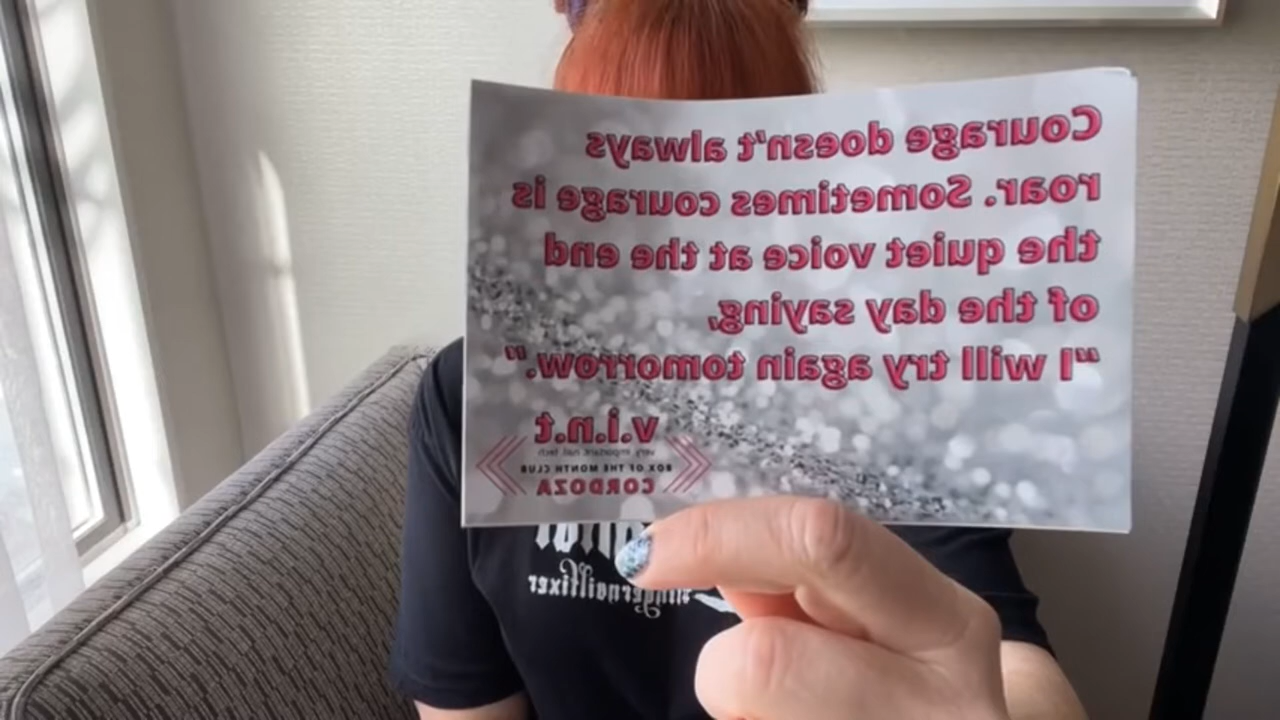 Courage doesn't always
roar. Sometimes courage is
the quiet voice at the end
of the day saying,
"I will try again tomorrow."
v.i.n.t
very important nail tech
BOX OF THE MONTH CLUB
CORDOZA